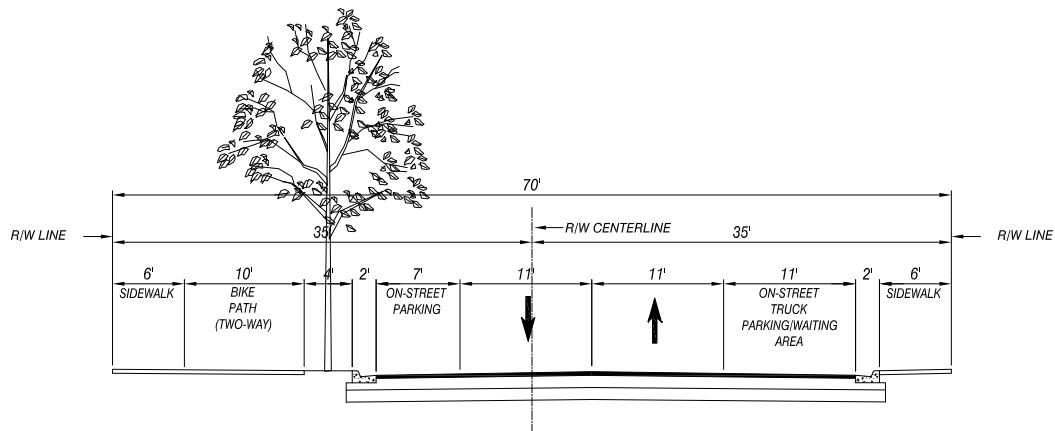 70'
R/W LINE
35'
R/W CENTERLINE
35'
R/W LINE
6'
10'
4'
2'
7'
11'
11'
11'
2'
6'
SIDEWALK
BIKE
PATH
(TWO-WAY)
ON-STREET
PARKING
ON-STREET
TRUCK
PARKING/WAITING
AREA
SIDEWALK